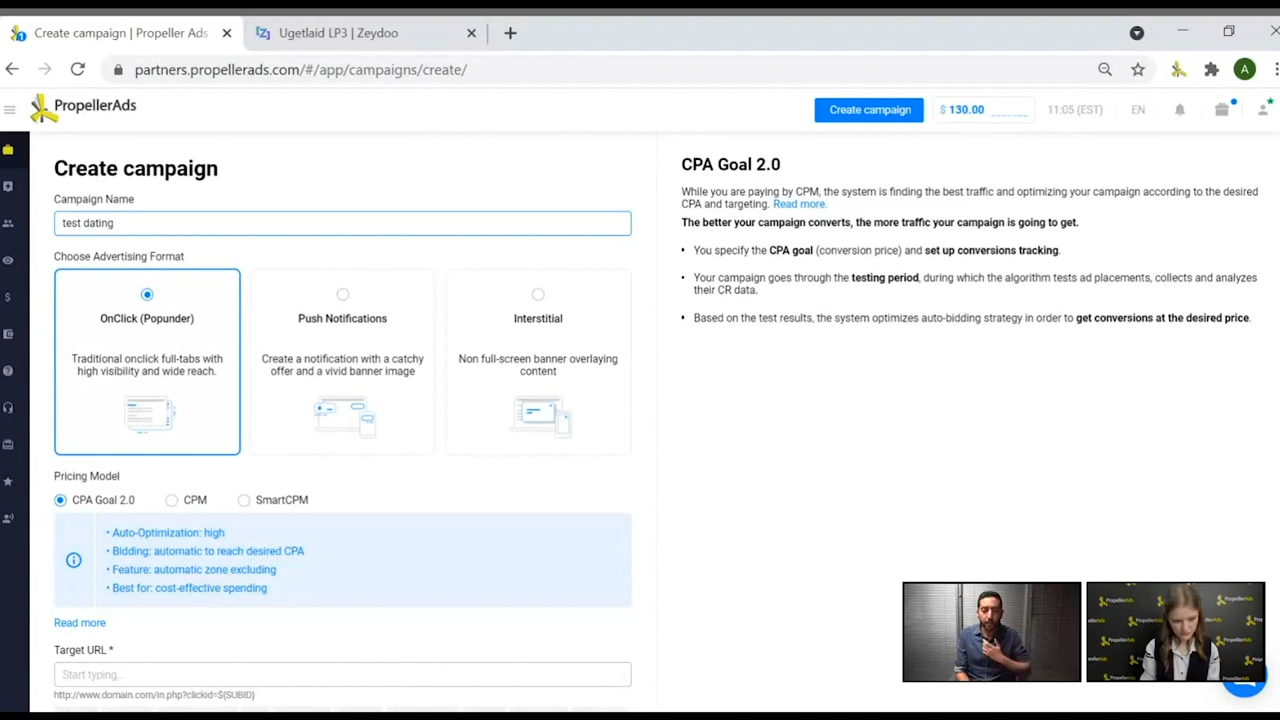 Create campaign | Propeller Ads
Ugetlaid LP3 | Zeydoo
partners.propellerads.com/#/app/campaigns/create/
A
PropellerAds
Create campaign
$ 130.00
11:05 (EST)
EN
Create campaign
Campaign Name
test dating
Choose Advertising Format
OnClick (Popunder)
Traditional onclick full-tabs with
high visibility and wide reach.
Push Notifications
Create a notification with a catchy
offer and a vivid banner image
Interstitial
Non full-screen banner overlaying
content
Pricing Model
CPA Goal 2.0
CPM
SmartCPM
• Auto-Optimization: high
• Bidding: automatic to reach desired CPA
• Feature: automatic zone excluding
• Best for: cost-effective spending
Read more
Target URL *
Start typing...
http://www.domain.com/in.php?clickid=${SUBID}
CPA Goal 2.0
While you are paying by CPM, the system is finding the best traffic and optimizing your campaign according to the desired
CPA and targeting. Read more.
The better your campaign converts, the more traffic your campaign is going to get.
• You specify the CPA goal (conversion price) and set up conversions tracking.
• Your campaign goes through the testing period, during which the algorithm tests ad placements, collects and analyzes
their CR data.
• Based on the test results, the system optimizes auto-bidding strategy in order to get conversions at the desired price.
PropellerAds